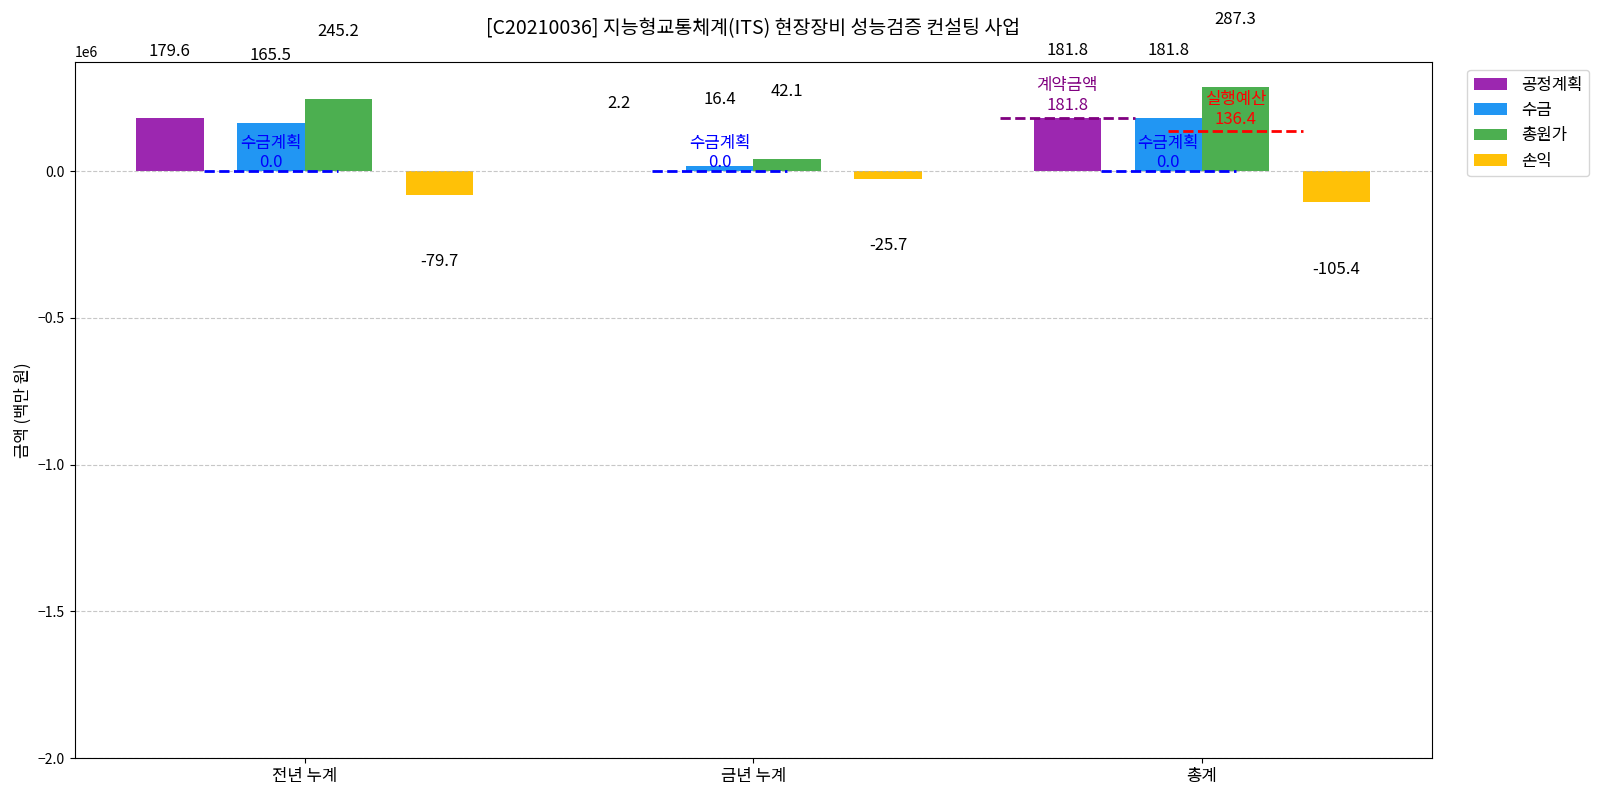 [C20210036] 지능형교통체계(ITS) 현장장비 성능검증 컨설팅 사업
1e6
179.6
165.5
245.2
수금계획
0.0
-79.7
2.2
16.4
42.1
수금계획
0.0
-25.7
계약금액
181.8
181.8
181.8
287.3
실행예산
136.4
수금계획
0.0
-105.4
공정계획
수금
총원가
손익
금액 (백만 원)
0.0
−0.5
−1.0
−1.5
−2.0
전년 누계
금년 누계
총계